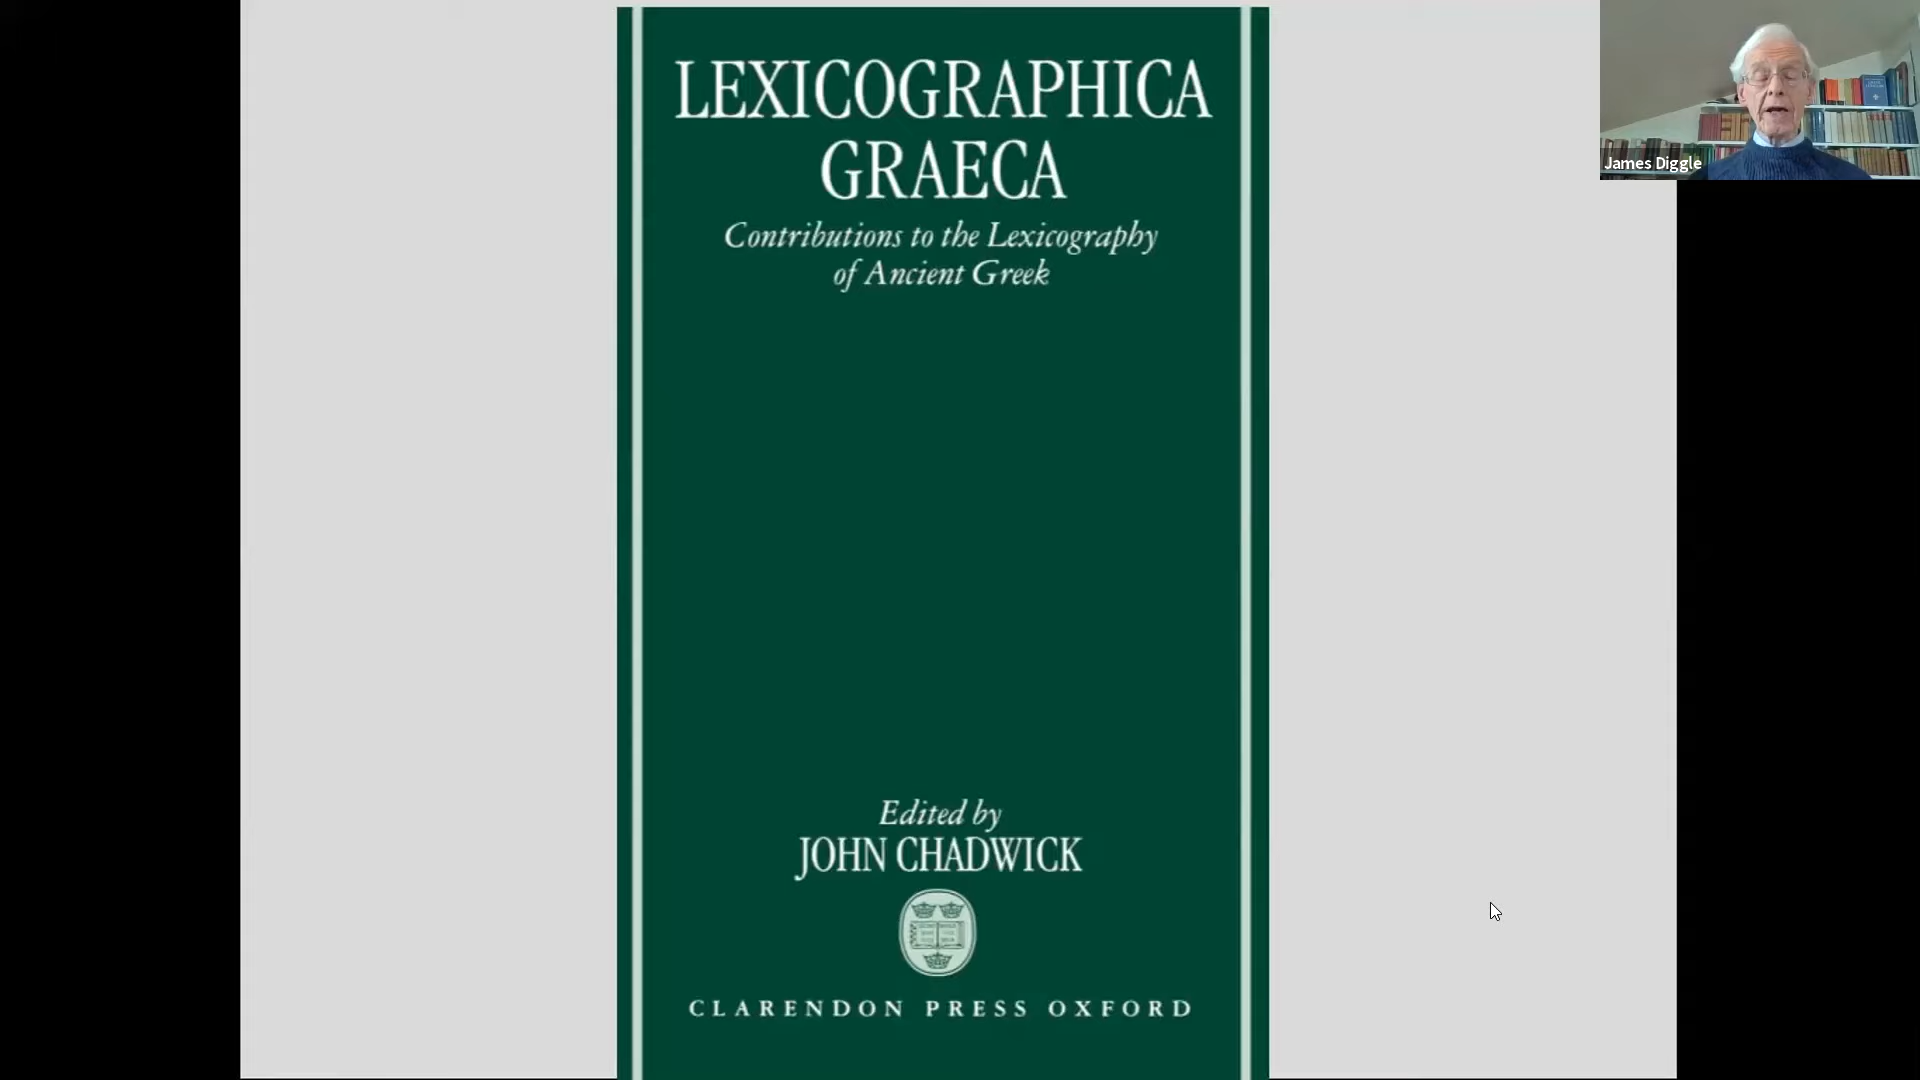 LEXICOGRAPHICA
GRAECA
Contributions to the Lexicography
of Ancient Greek
Edited by
JOHN CHADWICK
CLARENDON PRESS OXFORD
James Diggle